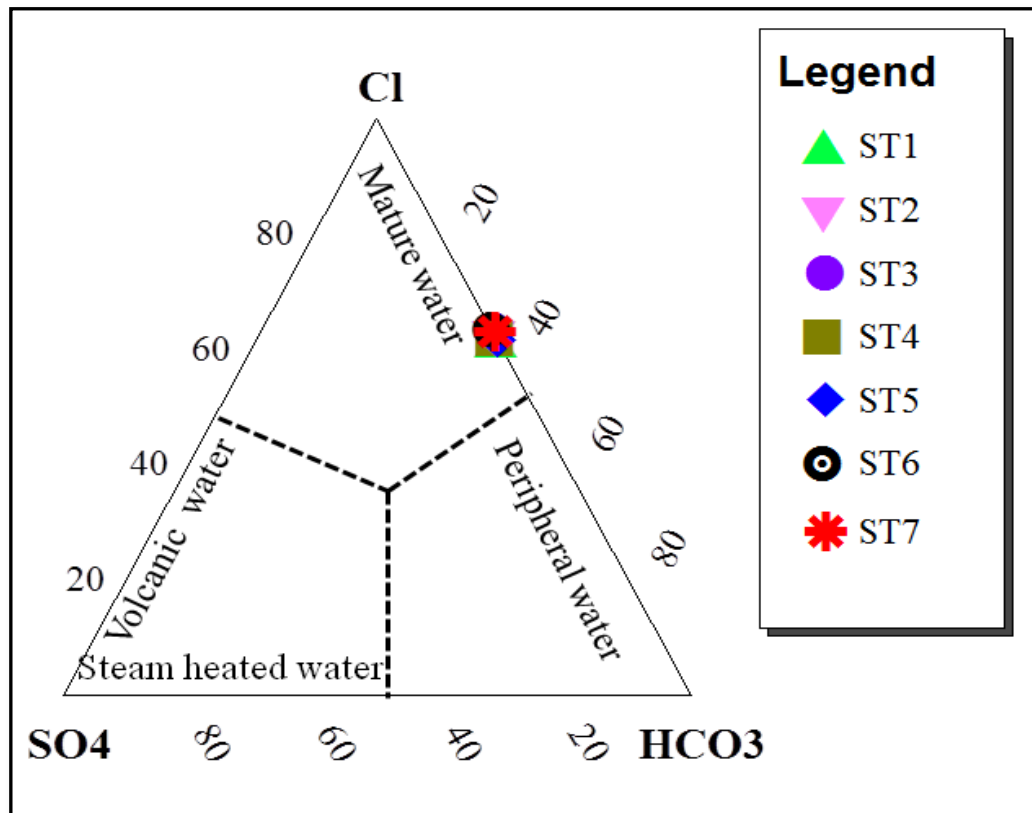 Cl
Mature water
80
60
40
20
20
40
60
80
Volcanic water
Peripheral water
Steam heated water
SO4
80
60
40
20
HCO3
Legend
ST1
ST2
ST3
ST4
ST5
ST6
ST7